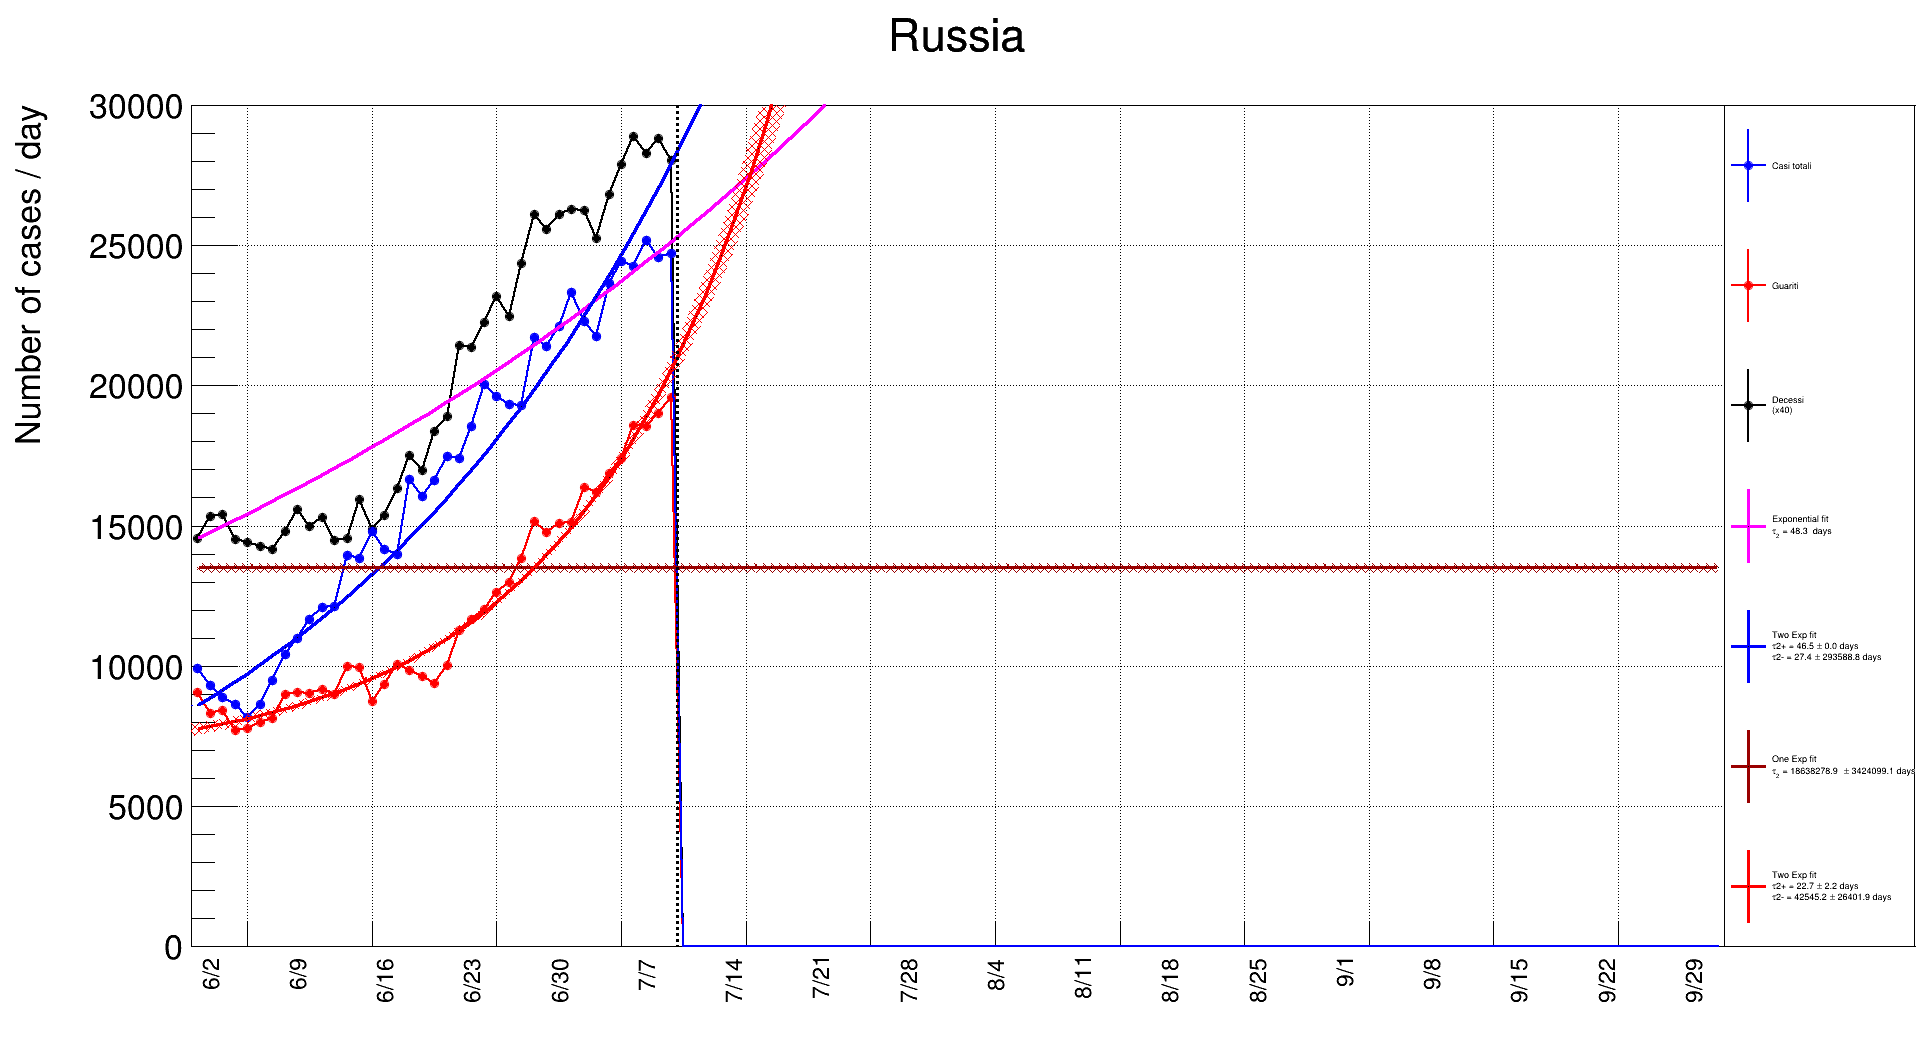 Russia
Number of cases / day
30000
25000
20000
15000
10000
5000
0
6/2
6/9
6/16
6/23
6/30
7/7
7/14
7/21
7/28
8/4
8/11
8/18
8/25
9/1
9/8
9/15
9/22
9/29
Casi totali
Guariti
Decessi
(x40)
Exponential fit
τ2 = 48.3 days
Two Exp fit
τ2+ = 46.5 ± 0.0 days
τ2- = 27.4 ± 293588.8 days
One Exp fit
τ2 = 18638278.9 ± 3424099.1 days
Two Exp fit
τ2+ = 22.7 ± 2.2 days
τ2- = 42545.2 ± 26401.9 days